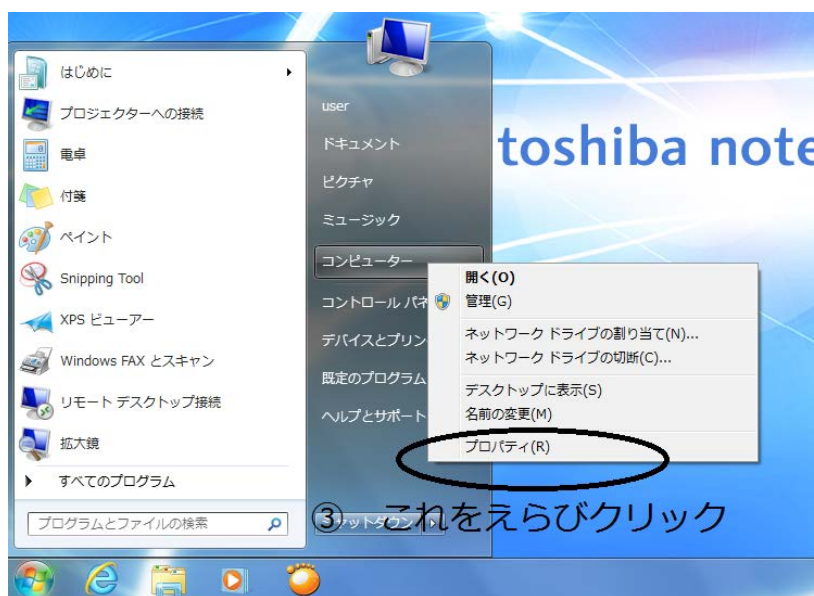 はじめに
プロジェクターへの接続
電卓
付箋
ペイント
Snipping Tool
XPS ビューアー
Windows FAX とスキャン
リモート デスクトップ接続
拡大鏡
すべてのプログラム
プログラムとファイルの検索
user
ドキュメント
ピクチャ
ミュージック
コンピューター
コントロール パネ
デバイスとプリン
既定のプログラム
ヘルプとサポート
シャットダウン
toshiba note
開く(O)
管理(G)
ネットワーク ドライブの割り当て(N)...
ネットワーク ドライブの切断(C)...
デスクトップに表示(S)
名前の変更(M)
プロパティ(R)
③ これをえらびクリック